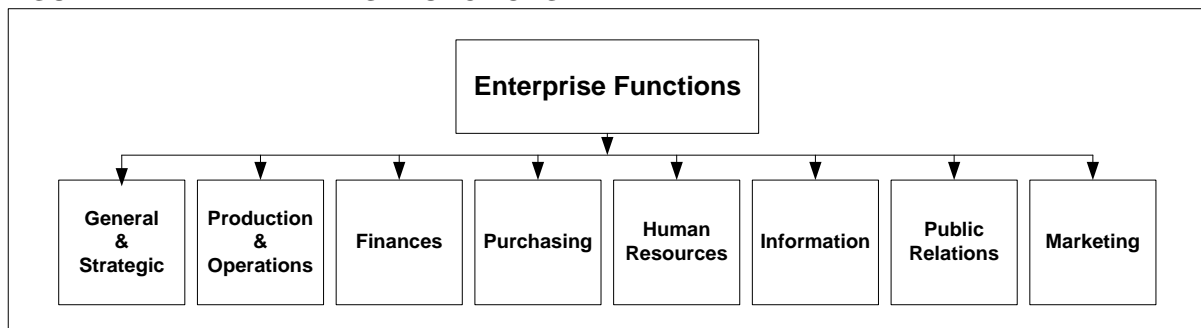 Enterprise Functions
General
&
Strategic
Production
&
Operations
Finances
Purchasing
Human
Resources
Information
Public
Relations
Marketing